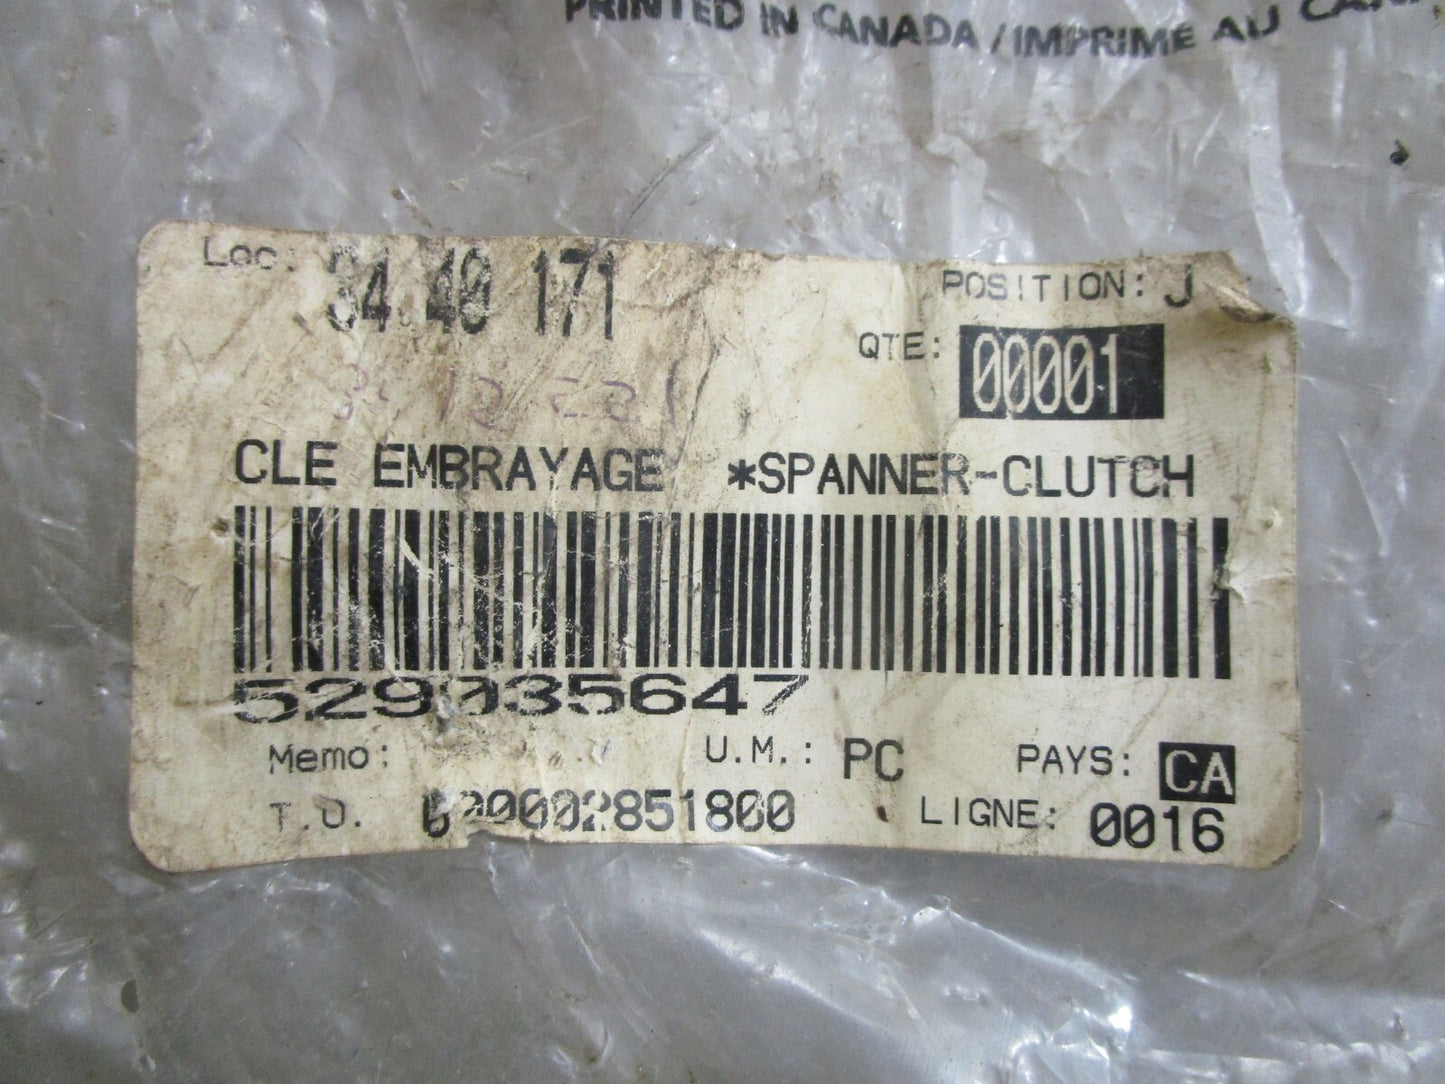 PRINTED IN CANADA / IMPRIME AU
Loc: 34 40 171
POSITION: J
QTE: 00001
CLE EMBRAYAGE *SPANNER-CLUTCH
529035647
Memo: U.M.: PC PAYS: CA
T.O. LIGNE: 0016